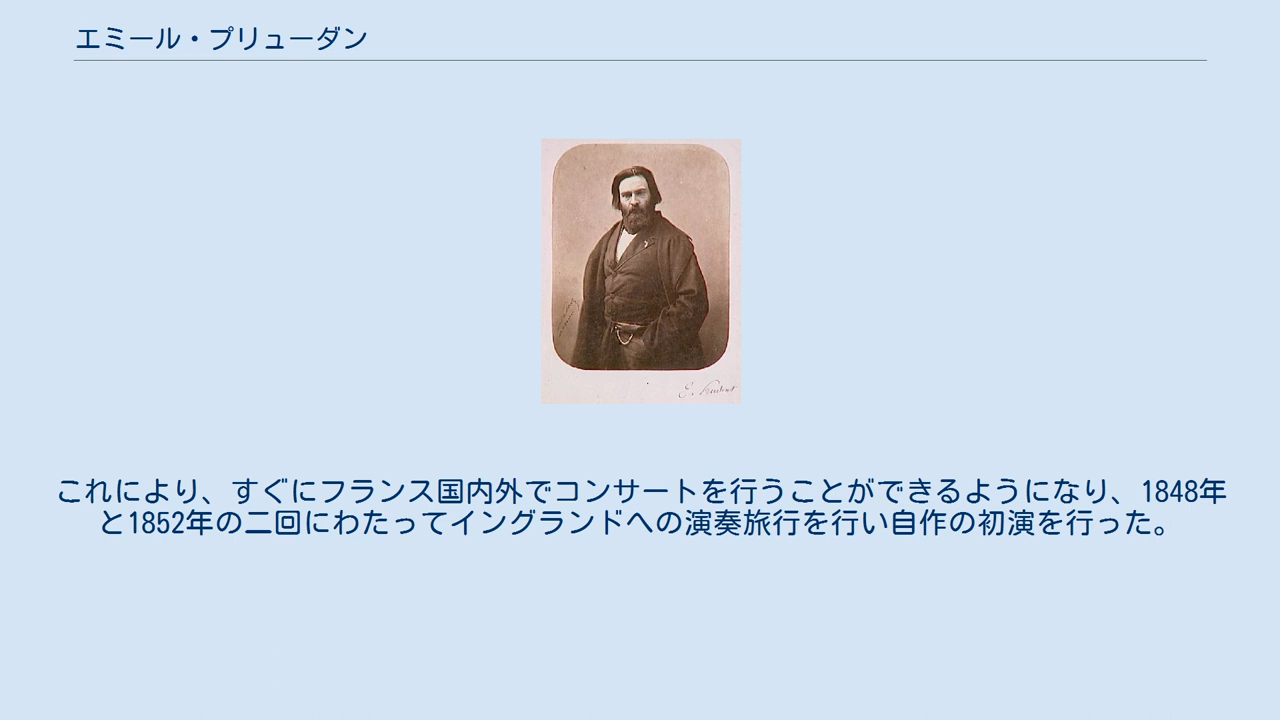 エミール・プリューダン
E. Prudent
これにより、すぐにフランス国内外でコンサートを行うことができるようになり、1848年
と1852年の二回にわたってイングランドへの演奏旅行を行い自作の初演を行った。